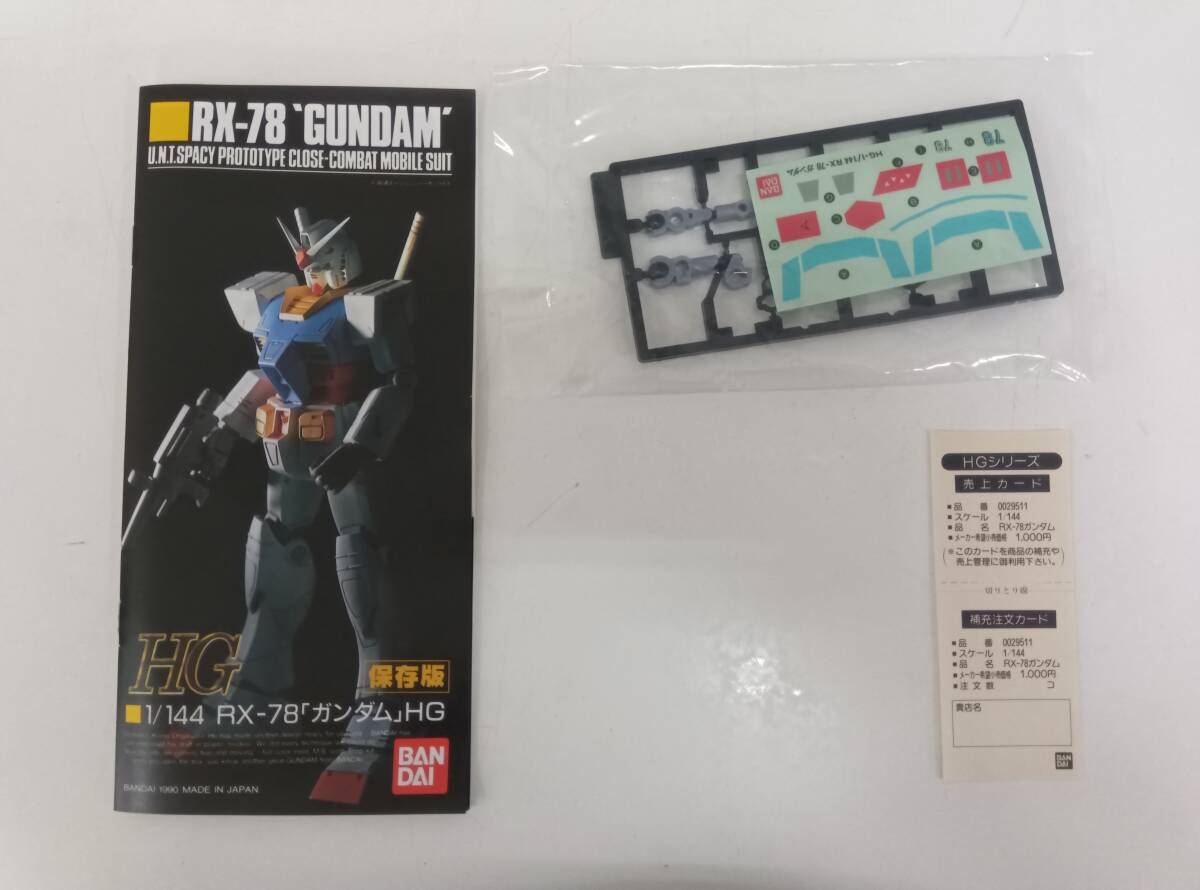 RX-78 "GUNDAM"
U.N.T.SPACY PROTOTYPE CLOSE-COMBAT MOBILE SUIT
HG
保存版
1/144 RX-78「ガンダム」HG
BAN
DAI
BANDAI 1990 MADE IN JAPAN
HG-1/144 RX-78 ガンダム
BAN
DAI
78
HGシリーズ
売上カード
■品 番 0029511
■スケール 1/144
■品 名 RX-78ガンダム
■メーカー希望小売価格 1,000円
(※このカードを商品の補充や
売上管理に御利用下さい。)
切りとり線
補充注文カード
■品 番 0029511
■スケール 1/144
■品 名 RX-78ガンダム
■メーカー希望小売価格 1,000円
■注文数 コ
貴店名
BAN
DAI